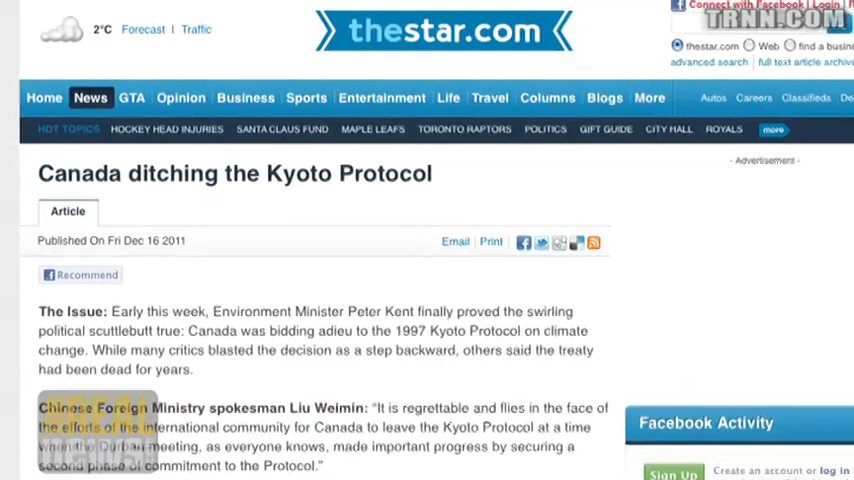 Connect with Facebook | Login |
TRNN.COM
2°C Forecast | Traffic
thestar.com
thestar.com Web find a busine
advanced search | full text article archive
Home News GTA Opinion Business Sports Entertainment Life Travel Columns Blogs More Autos Careers Classifieds De
HOT TOPICS HOCKEY HEAD INJURIES SANTA CLAUS FUND MAPLE LEAFS TORONTO RAPTORS POLITICS GIFT GUIDE CITY HALL ROYALS more
- Advertisement -
Canada ditching the Kyoto Protocol
Article
Published On Fri Dec 16 2011
Email | Print
Recommend
The Issue: Early this week, Environment Minister Peter Kent finally proved the swirling
political scuttlebutt true: Canada was bidding adieu to the 1997 Kyoto Protocol on climate
change. While many critics blasted the decision as a step backward, others said the treaty
had been dead for years.
Chinese Foreign Ministry spokesman Liu Weimin: “It is regrettable and flies in the face of
the efforts of the international community for Canada to leave the Kyoto Protocol at a time
when the Durban meeting, as everyone knows, made important progress by securing a
second phase of commitment to the Protocol.”
THE REAL
news
Facebook Activity
Sign Up Create an account or log in